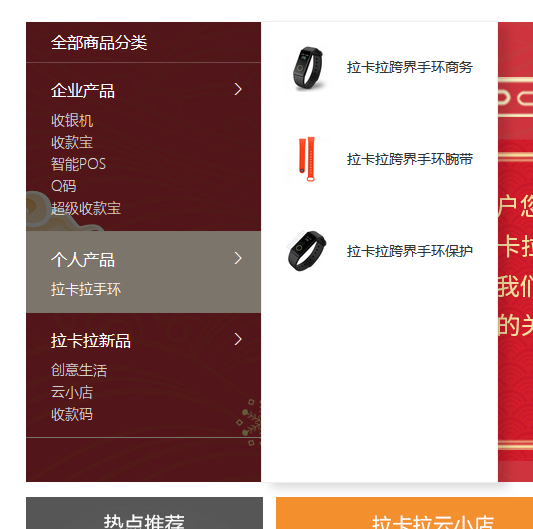 全部商品分类
企业产品
收银机
收款宝
智能POS
Q码
超级收款宝
个人产品
拉卡拉手环
拉卡拉新品
创意生活
云小店
收款码
拉卡拉跨界手环商务
拉卡拉跨界手环腕带
拉卡拉跨界手环保护
户您
卡拉
我们
的关
热点推荐
拉卡拉云小店